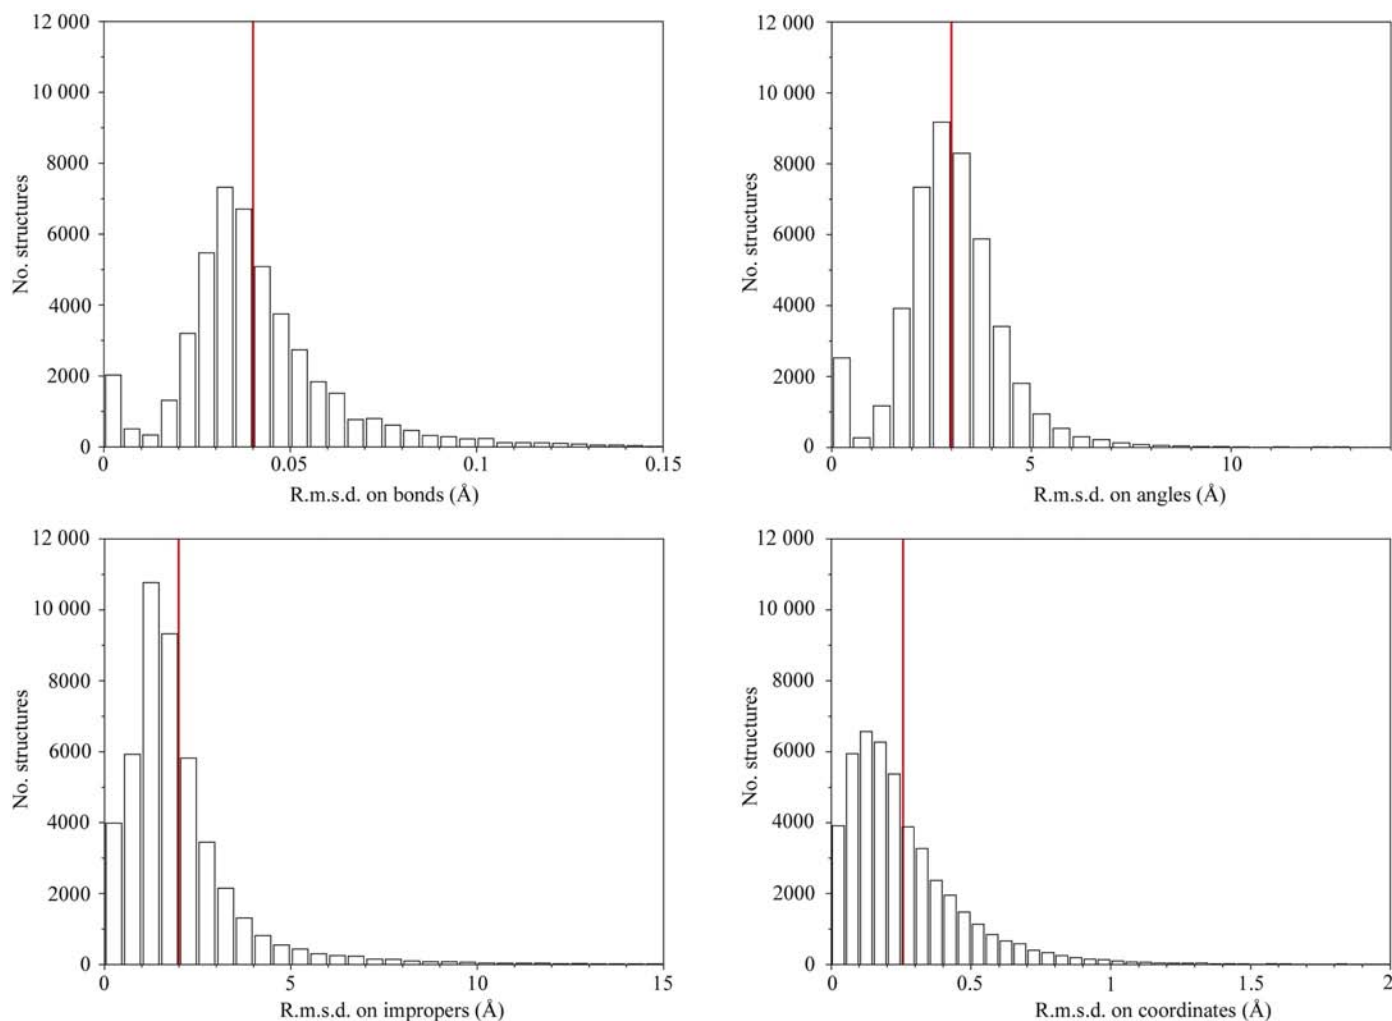 12 000
10 000
8000
6000
4000
2000
0
No. structures
0 0.05 0.1 0.15
R.m.s.d. on bonds (Å)
12 000
10 000
8000
6000
4000
2000
0
No. structures
0 5 10
R.m.s.d. on angles (Å)
12 000
10 000
8000
6000
4000
2000
0
No. structures
0 5 10 15
R.m.s.d. on impropers (Å)
12 000
10 000
8000
6000
4000
2000
0
No. structures
0 0.5 1 1.5 2
R.m.s.d. on coordinates (Å)